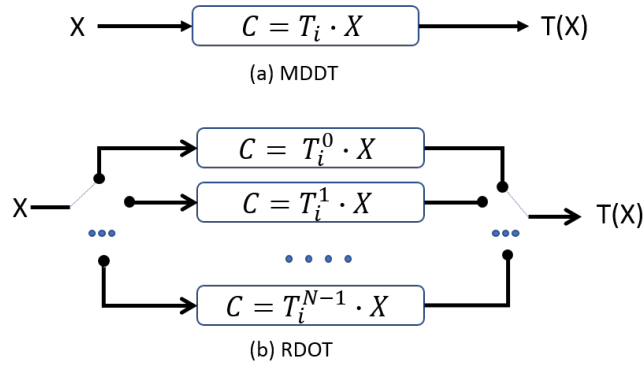 X C = T_i · X T(X)
(a) MDDT
C = T_i^0 · X
X C = T_i^1 · X T(X)
C = T_i^{N-1} · X
(b) RDOT